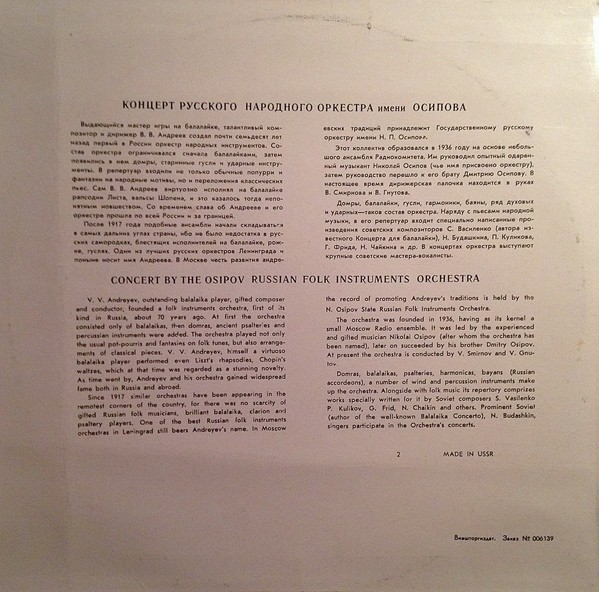 КОНЦЕРТ РУССКОГО НАРОДНОГО ОРКЕСТРА имени ОСИПОВА
Выдающийся мастер игры на балалайке, талантливый ком-
позитор и дирижер В. В. Андреев создал почти семьдесят лет
назад первый в России оркестр народных инструментов. Со-
став оркестра ограничивался сначала балалайками, затем
появились в нем домры, старинные гусли и ударные инстру-
менты. В репертуар входили не только обычные попурри и
фантазии на народные мотивы, но и переложения классических
пьес. Сам В. В. Андреев виртуозно исполнял на балалайке
рапсодии Листа, вальсы Шопена, и это казалось тогда непо-
нятным новшеством. Со временем слава об Андрееве и его
оркестре прошла по всей России и за границей.
После 1917 года подобные ансамбли начали складываться
в самых дальних углах страны, ибо не было недостатка в рус-
ских самородках, блестящих исполнителей на балалайке, рож-
ке, гуслях. Один из лучших русских оркестров Ленинграда и
поныне носит имя Андреева. В Москве честь развития андре-
евских традиций принадлежит Государственному русскому
оркестру имени Н. П. Осипова.
Этот коллектив образовался в 1936 году на основе неболь-
шого ансамбля Радиокомитета. Им руководил опытный одарен-
ный музыкант Николай Осипов (чье имя присвоено оркестру),
затем руководство перешло к его брату Дмитрию Осипову. В
настоящее время дирижерская палочка находится в руках
В. Смирнова и В. Гнутова.
Домры, балалайки, гусли, гармоники, баяны, ряд духовых
и ударных—таков состав оркестра. Наряду с пьесами народной
музыки, в его репертуар входят специально написанные про-
изведения советских композиторов С. Василенко (автора из-
вестного Концерта для балалайки), Н. Будашкина, П. Куликова,
Г. Фрида, Н. Чайкина и др. В концертах оркестра выступают
крупные советские мастера-вокалисты.
CONCERT BY THE OSIPOV RUSSIAN FOLK INSTRUMENTS ORCHESTRA
V. V. Andreyev, outstanding balalaika player, gifted composer
and conductor, founded a folk instruments orchestra, first of its
kind in Russia, about 70 years ago. At first the orchestra
consisted only of balalaikas, then domras, ancient psalteries and
percussion instruments were added. The orchestra played not only
the usual pot-pourris and fantasies on folk tunes, but also arrange-
ments of classical pieces. V. V. Andreyev, himself a virtuoso
balalaika player performed even Liszt's rhapsodies, Chopin's
waltzes, which at that time was regarded as a stunning novelty.
As time went by, Andreyev and his orchestra gained widespread
fame both in Russia and abroad.
Since 1917 similar orchestras have been appearing in the
remotest corners of the country, for there was no scarcity of
gifted Russian folk musicians, brilliant balalaika, clarion and
psaltery players. One of the best Russian folk instruments
orchestras in Leningrad still bears Andreyev's name. In Moscow
the record of promoting Andreyev's traditions is held by the
N. Osipov State Russian Folk Instruments Orchestra.
The orchestra was founded in 1936, having as its kernel a
small Moscow Radio ensemble. It was led by the experienced
and gifted musician Nikolai Osipov (after whom the orchestra has
been named), later on succeeded by his brother Dmitry Osipov.
At present the orchestra is conducted by V. Smirnov and V. Gnu-
tov.
Domras, balalaikas, psalteries, harmonicas, bayans (Russian
accordeons), a number of wind and percussion instruments make
up the orchestra. Alongside with folk music its repertory comprizes
works specially written for it by Soviet composers S. Vasilenko
P. Kulikov, G. Frid, N. Chaikin and others. Prominent Soviet
(author of the well-known Balalaika Concerto), N. Budashkin,
singers participate in the Orchestra's concerts.
2 MADE IN USSR
Внешторгиздат. Заказ № 006139